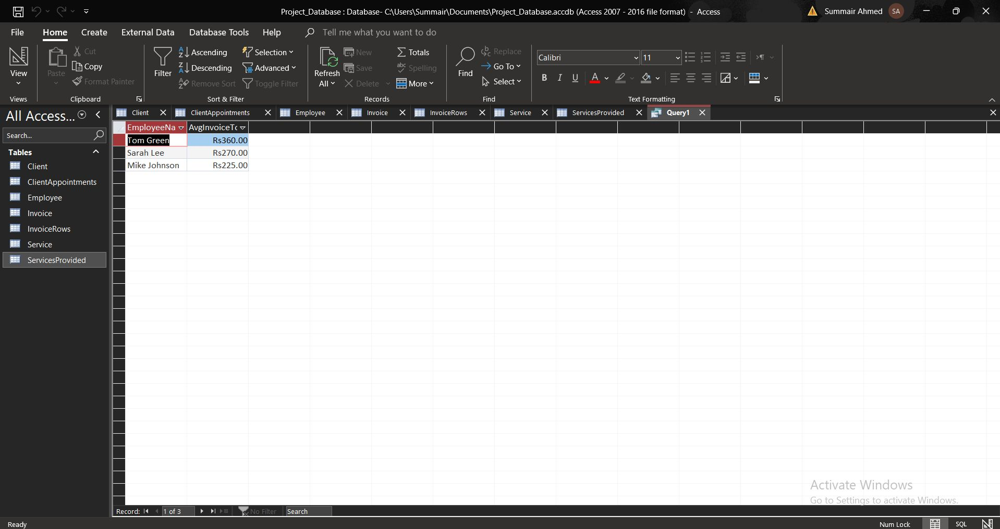 Project_Database : Database- C:\Users\Summair\Documents\Project_Database.accdb (Access 2007 - 2016 file format) - Access
Summair Ahmed
SA
File Home Create External Data Database Tools Help
Tell me what you want to do
View
Views
Paste
Cut
Copy
Format Painter
Clipboard
Filter
Ascending
Descending
Remove Sort
Selection
Advanced
Toggle Filter
Sort & Filter
Refresh
All
New
Save
Delete
Totals
Spelling
More
Records
Find
Replace
Go To
Select
Find
Calibri
11
B I U A
Text Formatting
All Access...
Search...
Tables
Client
ClientAppointments
Employee
Invoice
InvoiceRows
Service
ServicesProvided
Client ClientAppointments Employee Invoice InvoiceRows Service ServicesProvided Query1
EmployeeNa AvgInvoiceTo
Tom Green Rs360.00
Sarah Lee Rs270.00
Mike Johnson Rs225.00
Activate Windows
Go to Settings to activate Windows.
Record: 1 of 3 No Filter Search
Ready
Num Lock
SQL